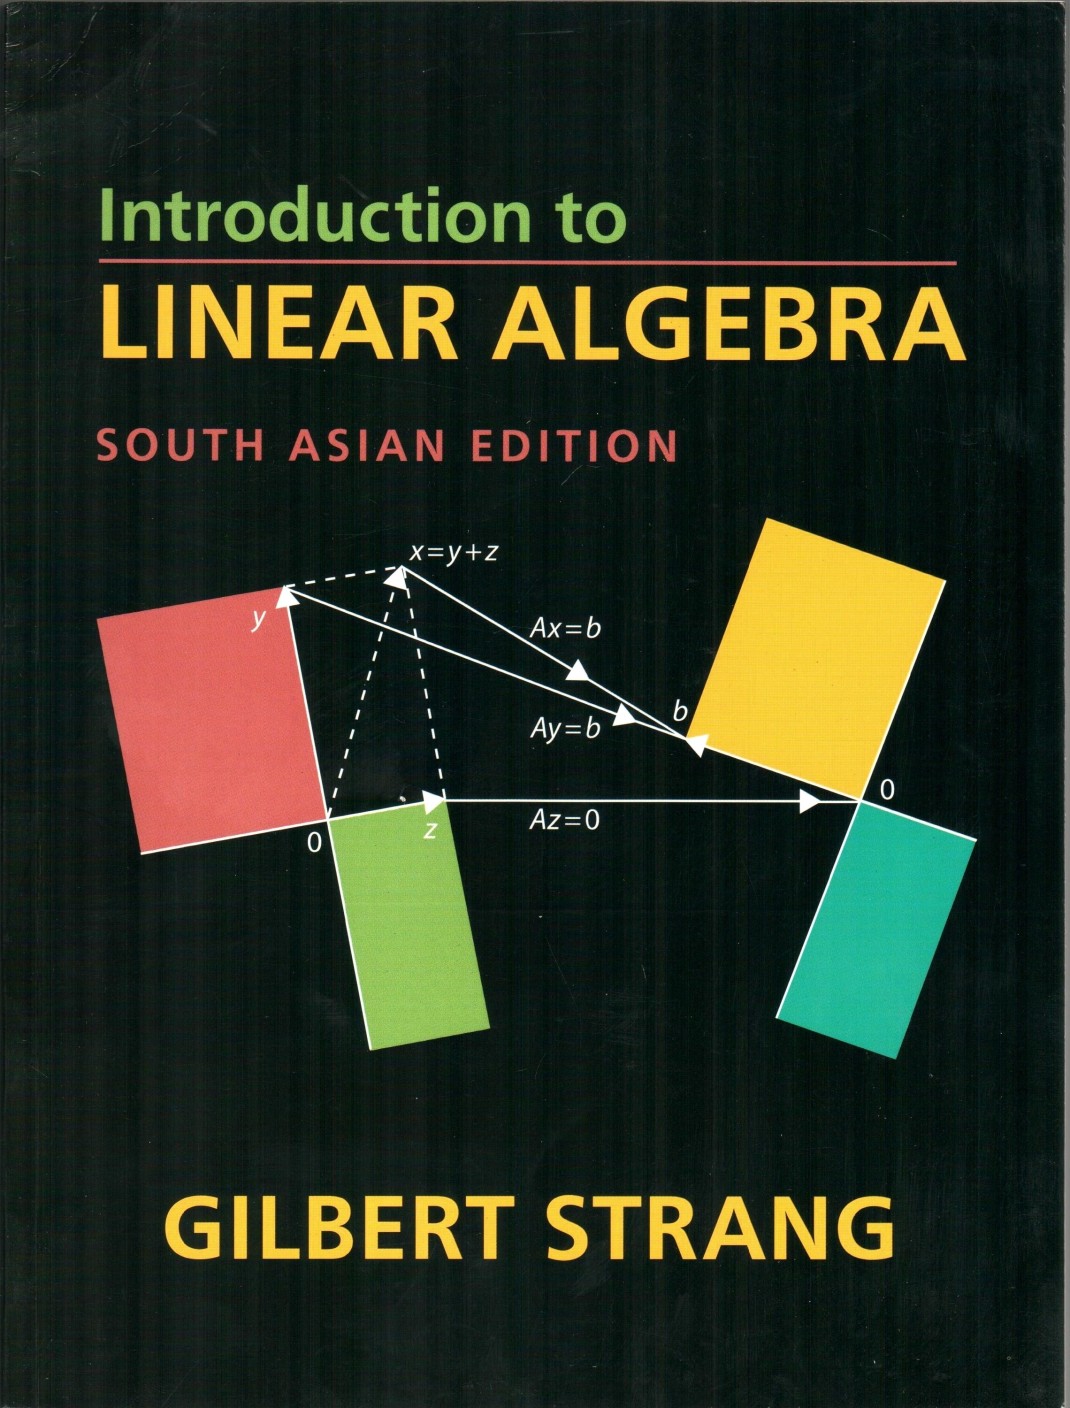 Introduction to
LINEAR ALGEBRA
SOUTH ASIAN EDITION
x=y+z
y
Ax=b
b
Ay=b
0
z
Az=0
0
GILBERT STRANG